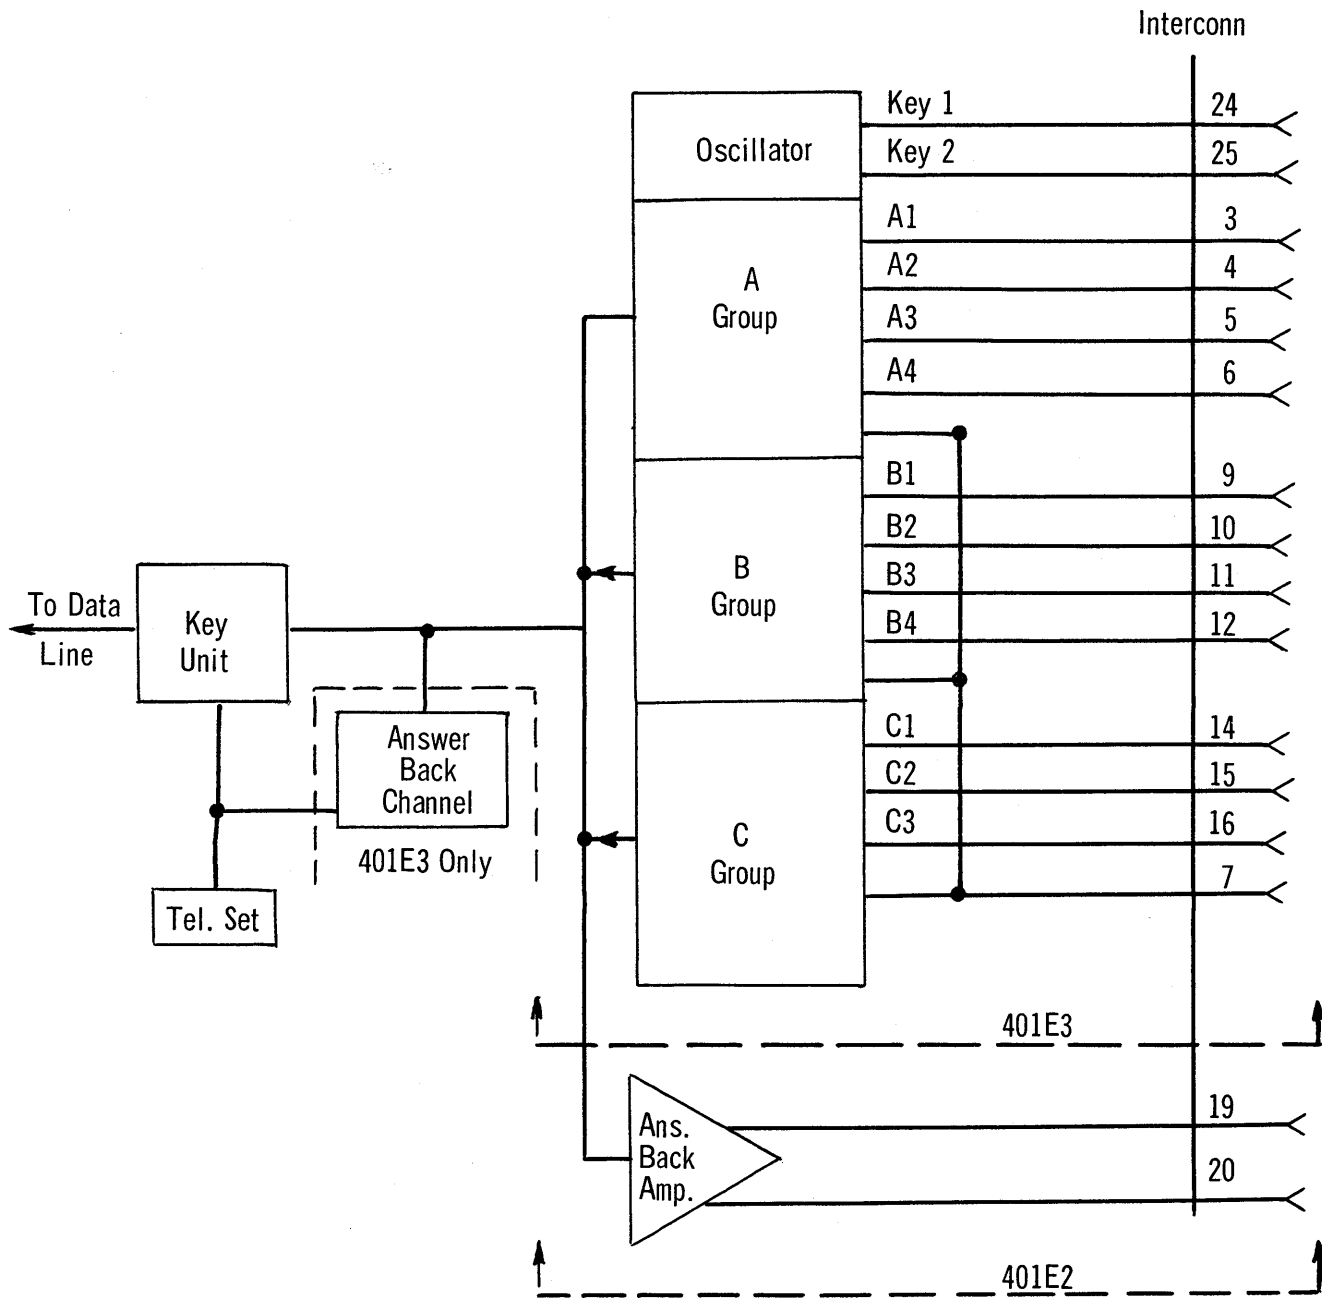 Interconn
Key 1
24
Oscillator
Key 2
25
A1
3
A2
4
A
Group
A3
5
A4
6
B1
9
B2
10
B
Group
B3
11
B4
12
To Data
Line
Key
Unit
C1
14
Answer
Back
Channel
C2
15
C3
16
C
Group
401E3 Only
7
Tel. Set
401E3
19
Ans.
Back
Amp.
20
401E2